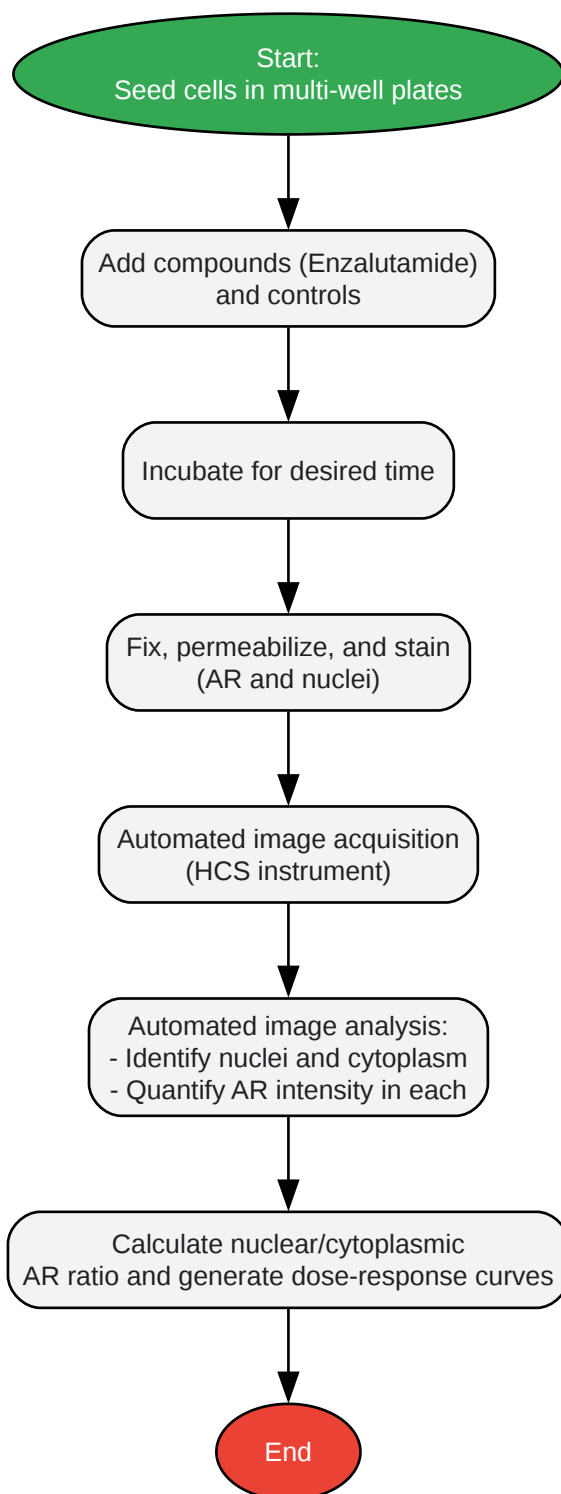 Start:
Seed cells in multi-well plates
Add compounds (Enzalutamide)
and controls
Incubate for desired time
Fix, permeabilize, and stain
(AR and nuclei)
Automated image acquisition
(HCS instrument)
Automated image analysis:
- Identify nuclei and cytoplasm
- Quantify AR intensity in each
Calculate nuclear/cytoplasmic
AR ratio and generate dose-response curves
End